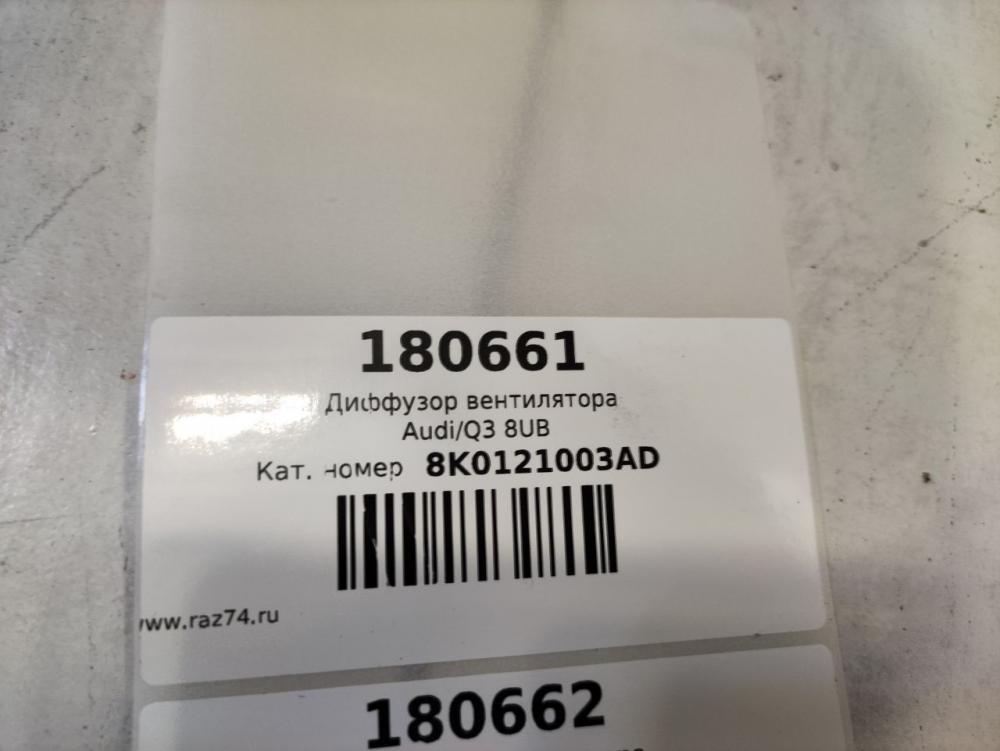 180661
Диффузор вентилятора
Audi/Q3 8UB
Кат. номер 8K0121003AD
www.raz74.ru
180662